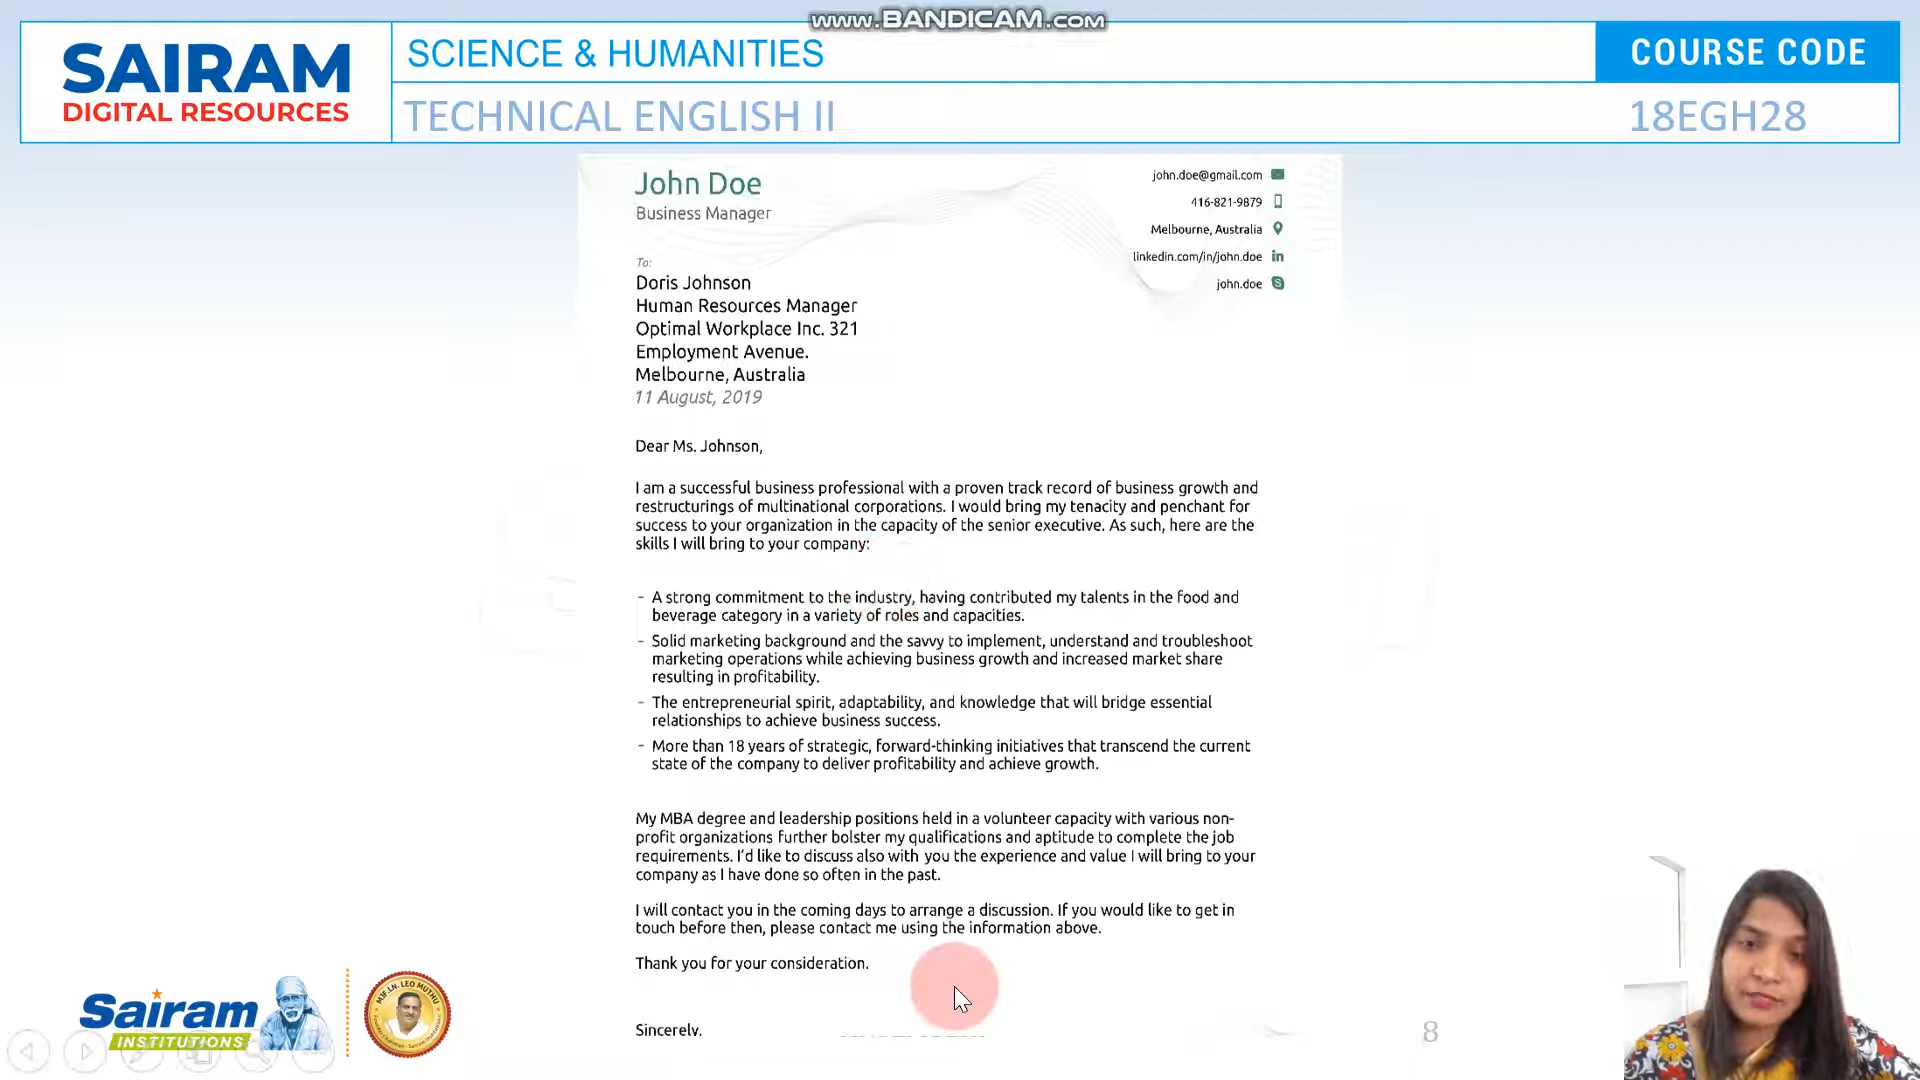 www.BANDICAM.com
SAIRAM
DIGITAL RESOURCES
SCIENCE & HUMANITIES
COURSE CODE
TECHNICAL ENGLISH II
18EGH28
John Doe
Business Manager
john.doe@gmail.com
416-821-9879
Melbourne, Australia
linkedin.com/in/john.doe
john.doe
To:
Doris Johnson
Human Resources Manager
Optimal Workplace Inc. 321
Employment Avenue.
Melbourne, Australia
11 August, 2019
Dear Ms. Johnson,
I am a successful business professional with a proven track record of business growth and
restructurings of multinational corporations. I would bring my tenacity and penchant for
success to your organization in the capacity of the senior executive. As such, here are the
skills I will bring to your company:
- A strong commitment to the industry, having contributed my talents in the food and
beverage category in a variety of roles and capacities.
- Solid marketing background and the savvy to implement, understand and troubleshoot
marketing operations while achieving business growth and increased market share
resulting in profitability.
- The entrepreneurial spirit, adaptability, and knowledge that will bridge essential
relationships to achieve business success.
- More than 18 years of strategic, forward-thinking initiatives that transcend the current
state of the company to deliver profitability and achieve growth.
My MBA degree and leadership positions held in a volunteer capacity with various non-
profit organizations further bolster my qualifications and aptitude to complete the job
requirements. I'd like to discuss also with you the experience and value I will bring to your
company as I have done so often in the past.
I will contact you in the coming days to arrange a discussion. If you would like to get in
touch before then, please contact me using the information above.
Thank you for your consideration.
Sincerely,
8
Sairam
INSTITUTIONS
MJF.LN. LEO MUTHU